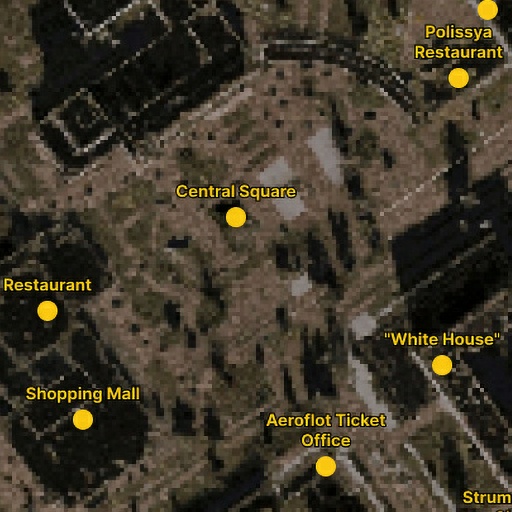 Polissya
Restaurant
Central Square
Restaurant
"White House"
Shopping Mall
Aeroflot Ticket
Office
Strum